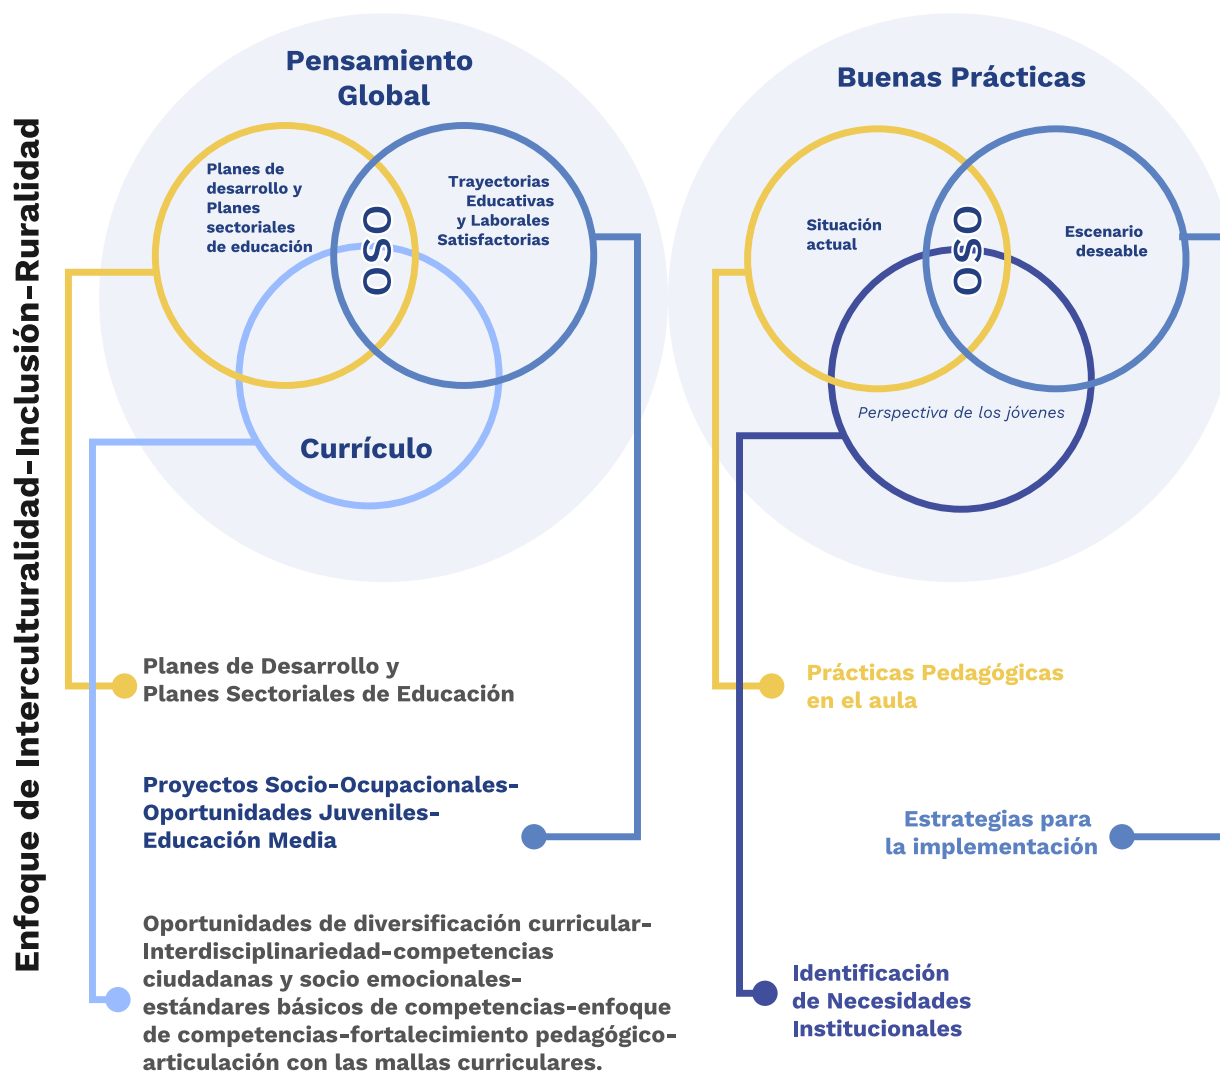 Enfoque de Interculturalidad-Inclusión-Ruralidad
Pensamiento
Global
Planes de
desarrollo y
Planes
sectoriales
de educación
OSO
Trayectorias
Educativas
y Laborales
Satisfactorias
Currículo
Planes de Desarrollo y
Planes Sectoriales de Educación
Proyectos Socio-Ocupacionales-
Oportunidades Juveniles-
Educación Media
Oportunidades de diversificación curricular-
Interdisciplinariedad-competencias
ciudadanas y socio emocionales-
estándares básicos de competencias-enfoque
de competencias-fortalecimiento pedagógico-
articulación con las mallas curriculares.
Buenas Prácticas
Situación
actual
OSO
Escenario
deseable
Perspectiva de los jóvenes
Prácticas Pedagógicas
en el aula
Estrategias para
la implementación
Identificación
de Necesidades
Institucionales